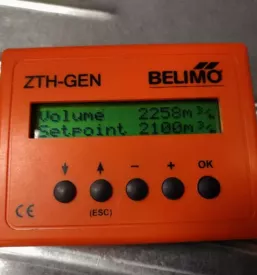 ZTH-GEN BELIMO
Volume 2258m³/h
Setpoint 2100m³/h
- + OK
(ESC)
CE